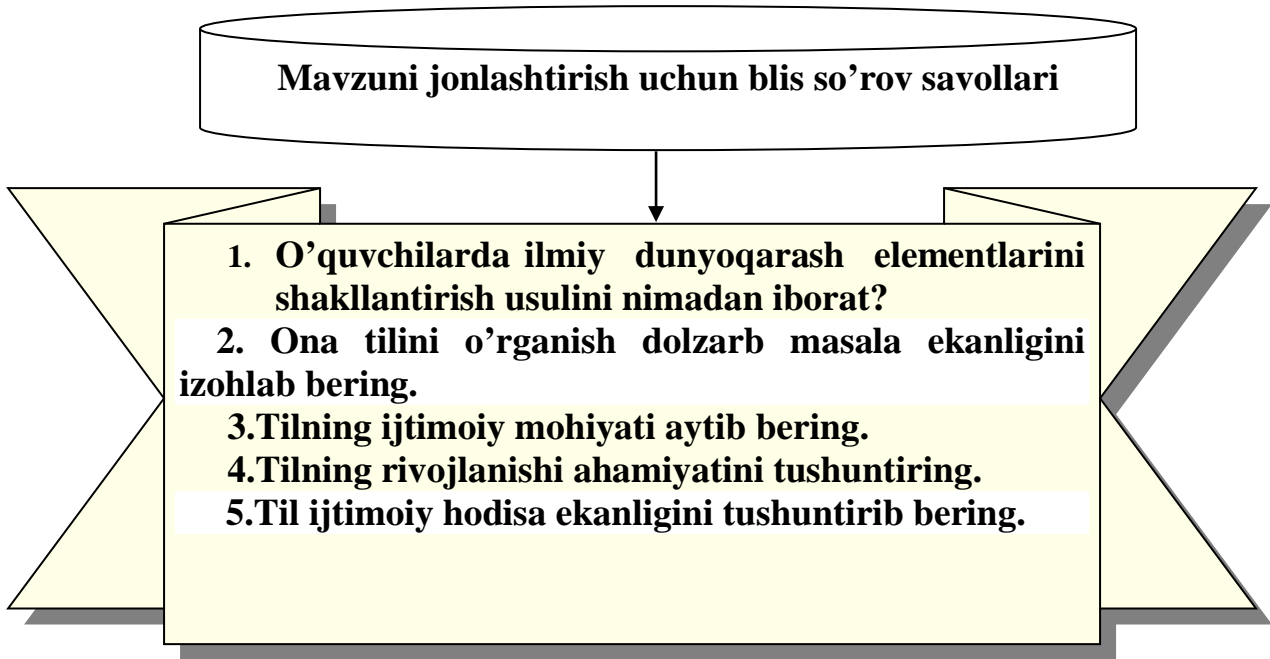 Mavzuni jonlashtirish uchun blis so’rov savollari
1. O’quvchilarda ilmiy dunyoqarash elementlarini
shakllantirish usulini nimadan iborat?
2. Ona tilini o’rganish dolzarb masala ekanligini
izohlab bering.
3.Tilning ijtimoiy mohiyati aytib bering.
4.Tilning rivojlanishi ahamiyatini tushuntiring.
5.Til ijtimoiy hodisa ekanligini tushuntirib bering.